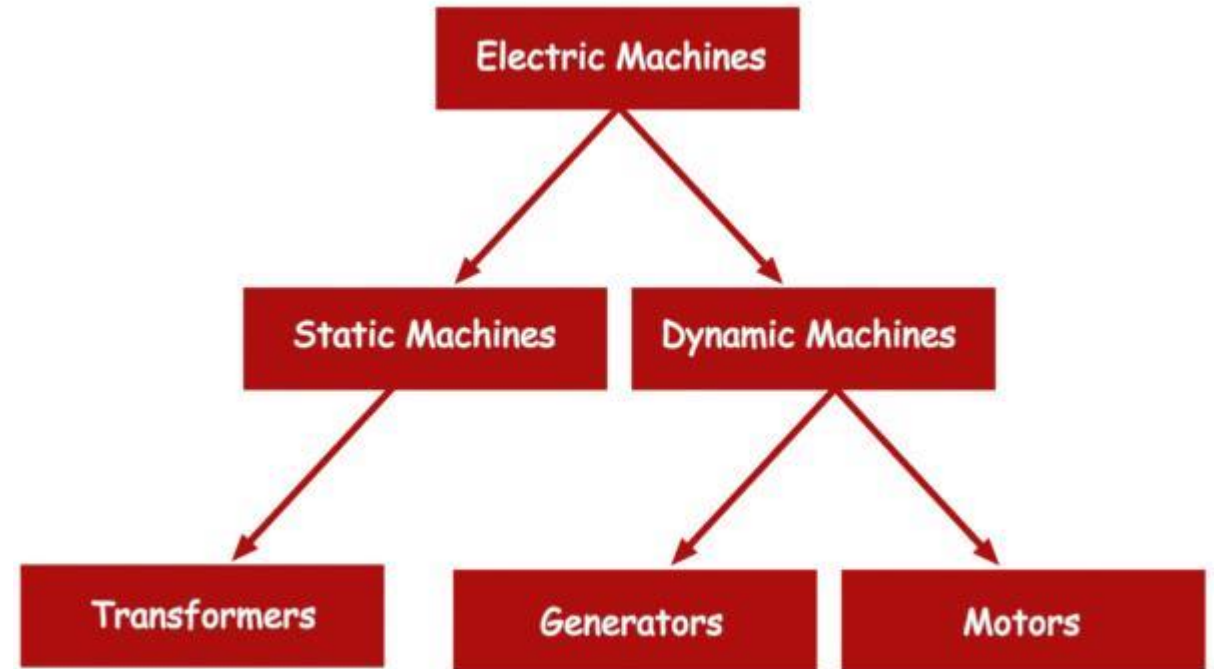 Electric Machines
Static Machines
Dynamic Machines
Transformers
Generators
Motors